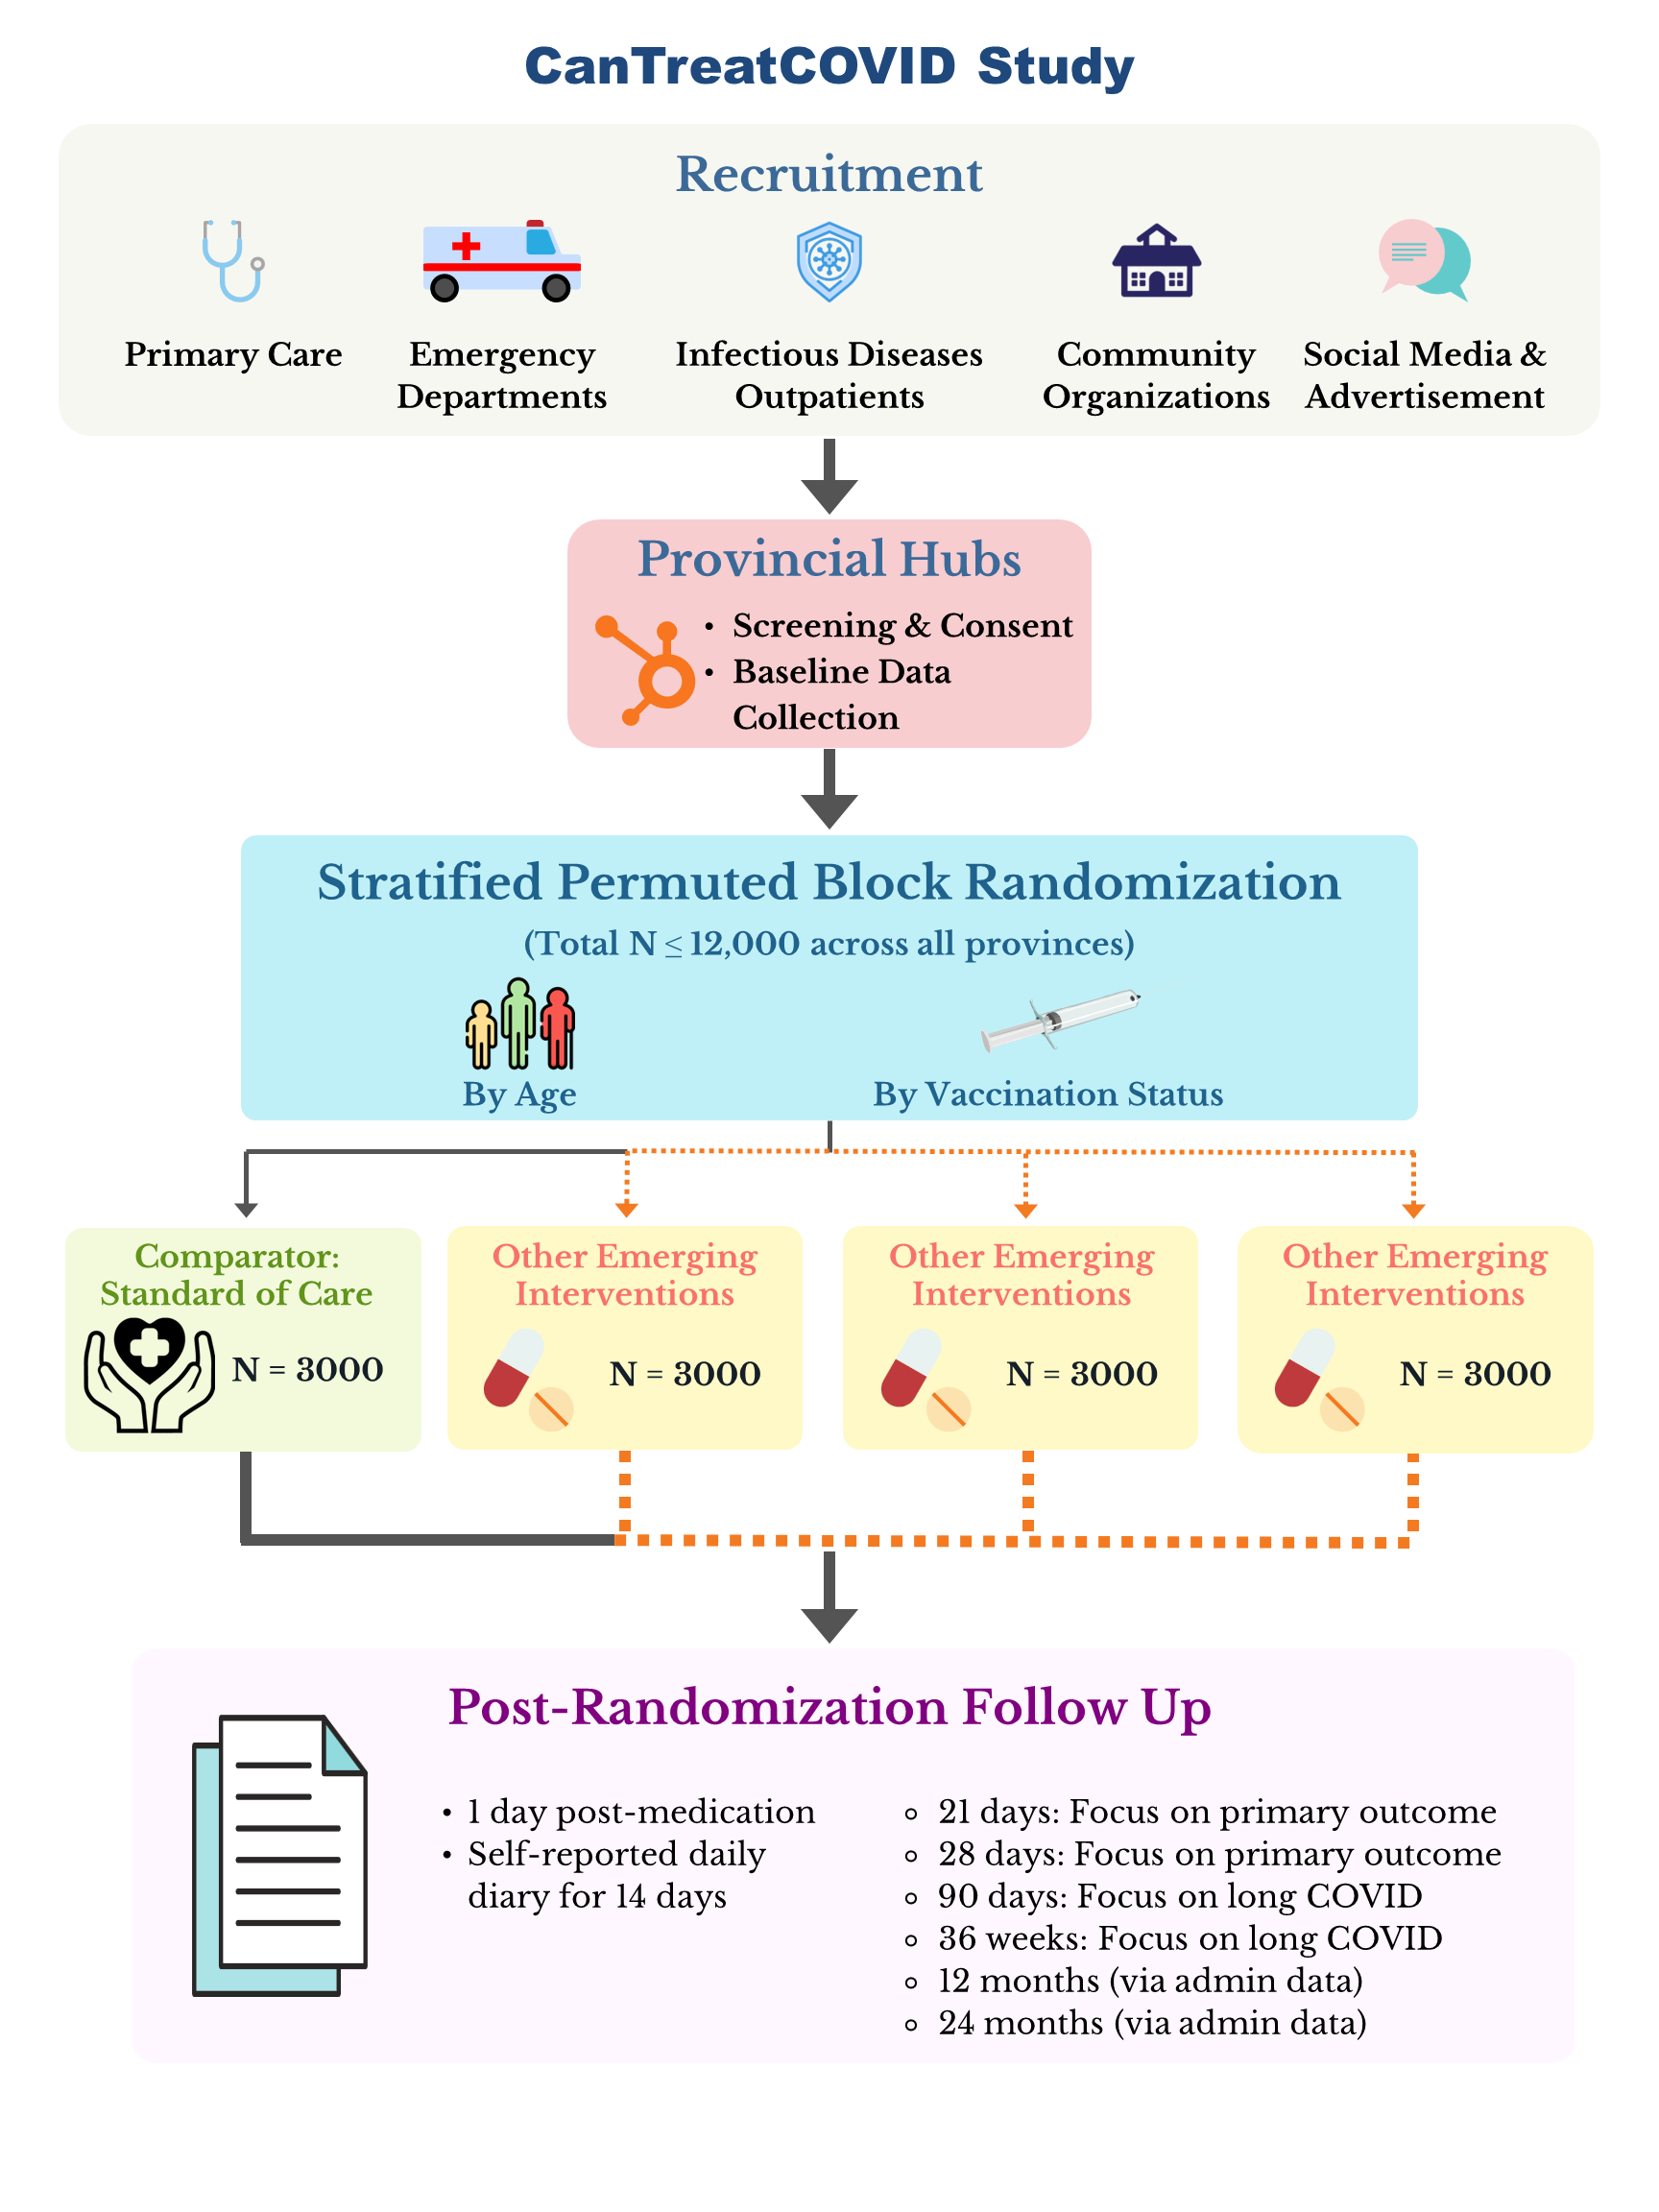 CanTreatCOVID Study
Recruitment
Primary Care
Emergency
Departments
Infectious Diseases
Outpatients
Community
Organizations
Social Media &
Advertisement
Provincial Hubs
• Screening & Consent
• Baseline Data
Collection
Stratified Permuted Block Randomization
(Total N ≤ 12,000 across all provinces)
By Age
By Vaccination Status
Comparator:
Standard of Care
N = 3000
Other Emerging
Interventions
N = 3000
Other Emerging
Interventions
N = 3000
Other Emerging
Interventions
N = 3000
Post-Randomization Follow Up
• 1 day post-medication
• Self-reported daily
diary for 14 days
◦ 21 days: Focus on primary outcome
◦ 28 days: Focus on primary outcome
◦ 90 days: Focus on long COVID
◦ 36 weeks: Focus on long COVID
◦ 12 months (via admin data)
◦ 24 months (via admin data)